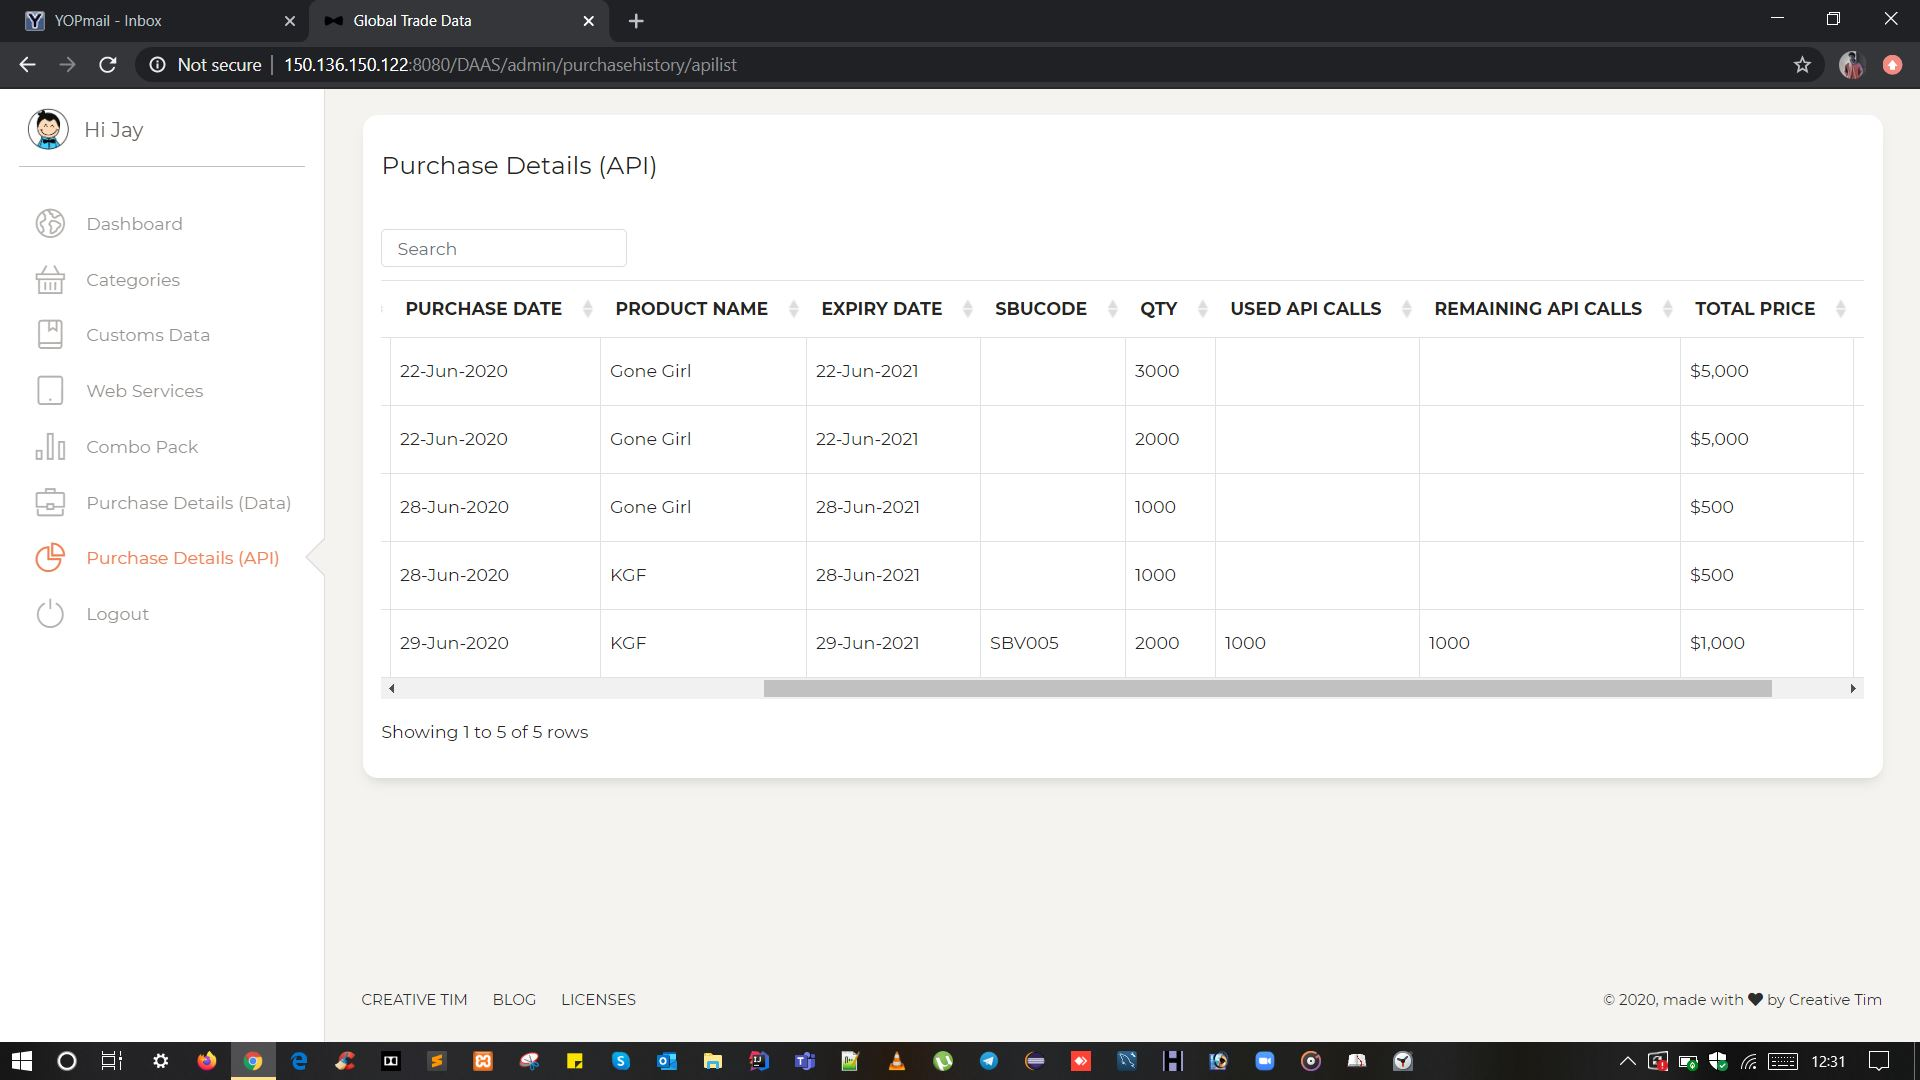 YOPmail - Inbox
Global Trade Data
Not secure
150.136.150.122:8080/DAAS/admin/purchasehistory/apilist
Hi Jay
Dashboard
Categories
Customs Data
Web Services
Combo Pack
Purchase Details (Data)
Purchase Details (API)
Logout
Purchase Details (API)
Search
PURCHASE DATE PRODUCT NAME EXPIRY DATE SBUCODE QTY USED API CALLS REMAINING API CALLS TOTAL PRICE
22-Jun-2020 Gone Girl 22-Jun-2021 3000 $5,000
22-Jun-2020 Gone Girl 22-Jun-2021 2000 $5,000
28-Jun-2020 Gone Girl 28-Jun-2021 1000 $500
28-Jun-2020 KGF 28-Jun-2021 1000 $500
29-Jun-2020 KGF 29-Jun-2021 SBV005 2000 1000 1000 $1,000
Showing 1 to 5 of 5 rows
CREATIVE TIM BLOG LICENSES
© 2020, made with ♥ by Creative Tim
12:31